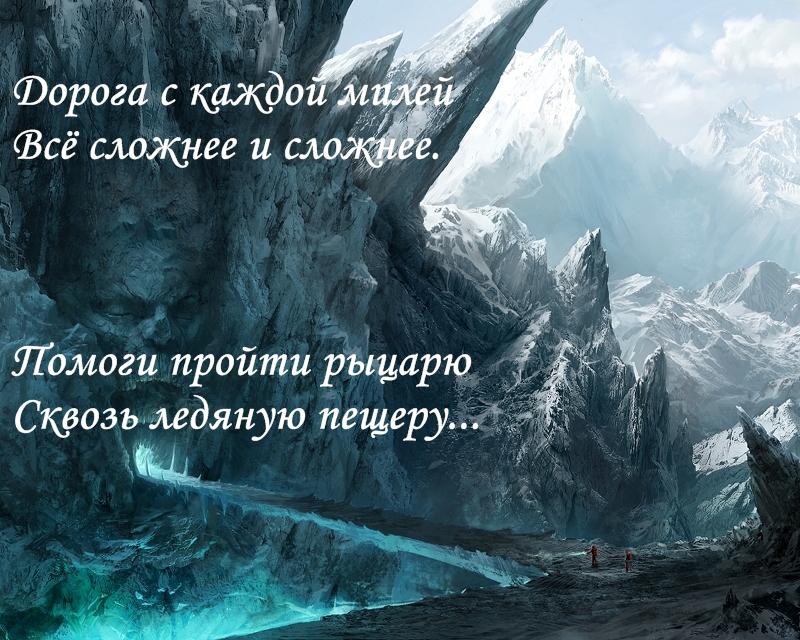 Дорога с каждой милей
Всё сложнее и сложнее.
Помоги пройти рыцарю
Сквозь ледяную пещеру...